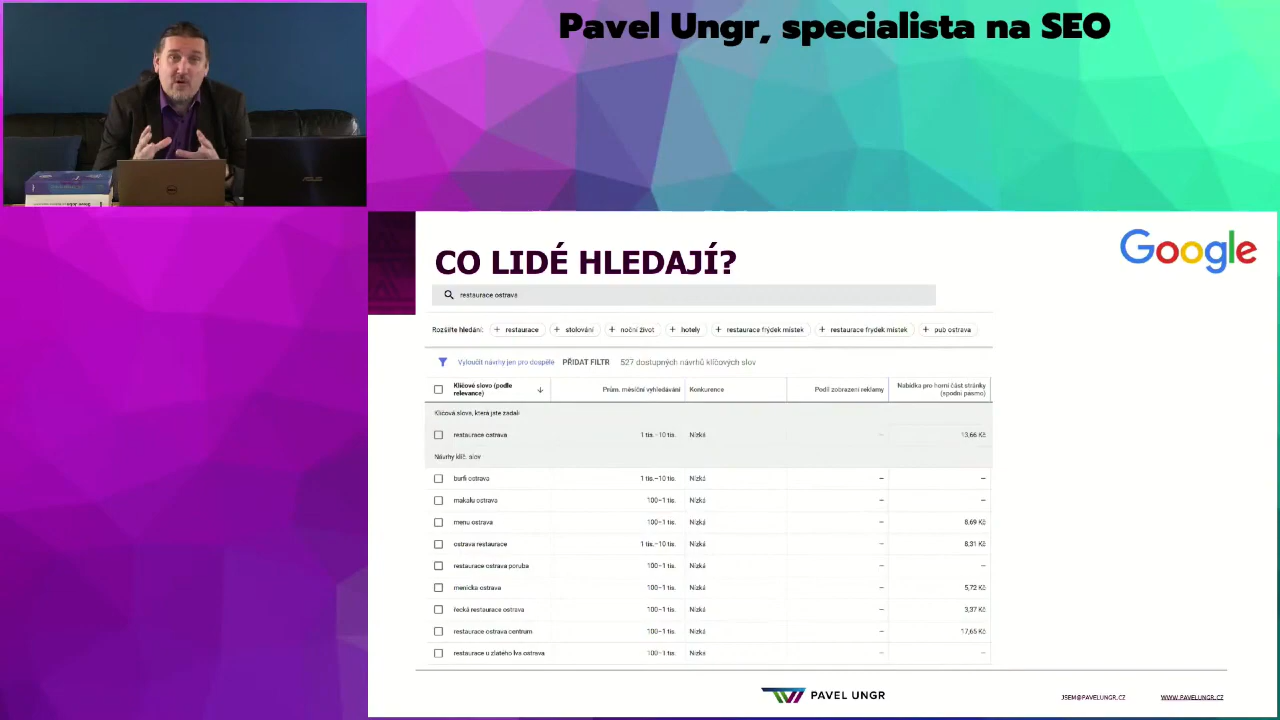 Pavel Ungr, specialista na SEO
CO LIDÉ HLEDAJÍ?
Google
restaurace ostrava
Rozšiřte hledání: + restaurace + stolování + noční život + hotely + restaurace frýdek místek + restaurace frydek mistek + pub ostrava
Vyloučit návrhy jen pro dospělé PŘIDAT FILTR 527 dostupných návrhů klíčových slov
Klíčové slovo (podle relevance) Prům. měsíční vyhledávání Konkurence Podíl zobrazení reklamy Nabídka pro horní část stránky (spodní pásmo)
Klíčová slova, která jste zadali
restaurace ostrava 1 tis.–10 tis. Nízká – 13,66 Kč
Návrhy klíč. slov
burfi ostrava 1 tis.–10 tis. Nízká – –
makalu ostrava 100–1 tis. Nízká – –
menu ostrava 100–1 tis. Nízká – 8,69 Kč
ostrava restaurace 1 tis.–10 tis. Nízká – 8,31 Kč
restaurace ostrava poruba 100–1 tis. Nízká – –
menicka ostrava 100–1 tis. Nízká – 5,72 Kč
řecká restaurace ostrava 100–1 tis. Nízká – 3,37 Kč
restaurace ostrava centrum 100–1 tis. Nízká – 17,65 Kč
restaurace u zlatého lva ostrava 100–1 tis. Nízká – –
PAVEL UNGR
JSEM@PAVELUNGR.CZ WWW.PAVELUNGR.CZ
ASUS
DELL